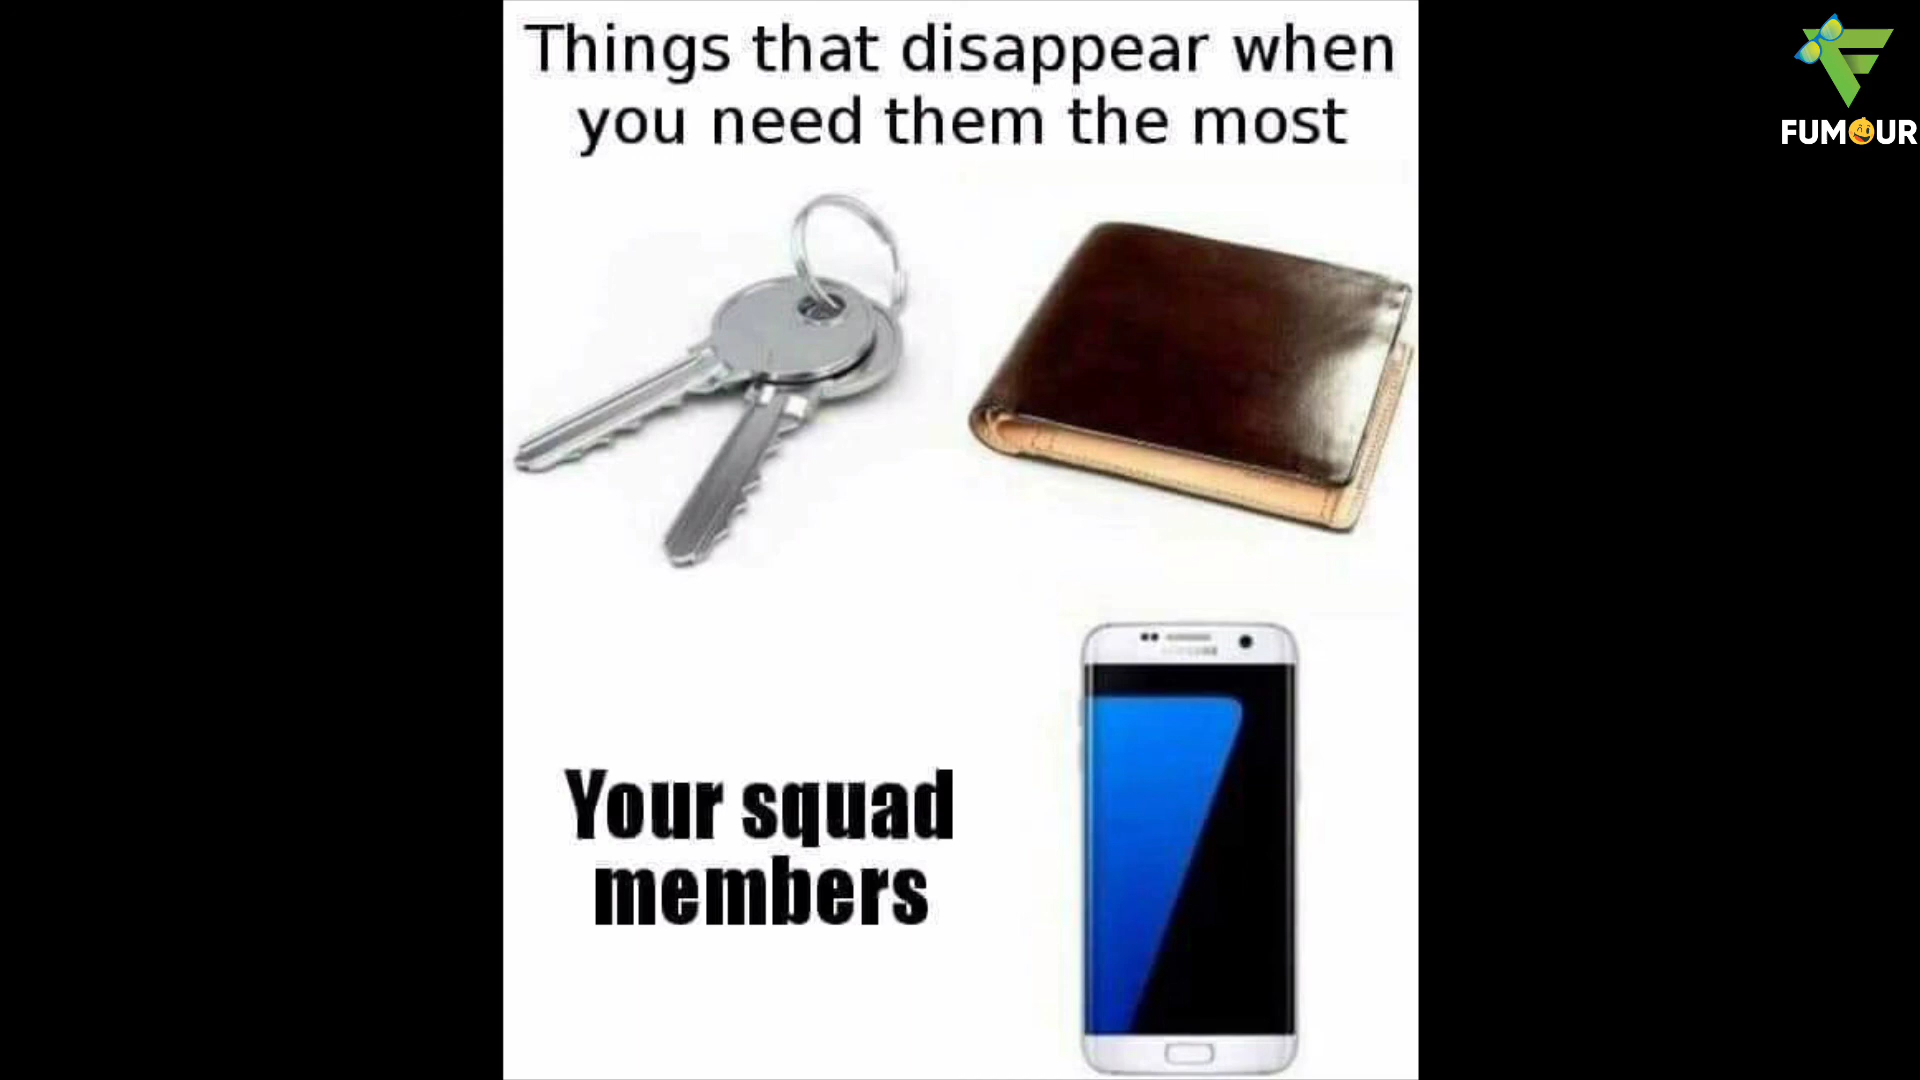 Things that disappear when
you need them the most
Your squad
members
FUMOUR